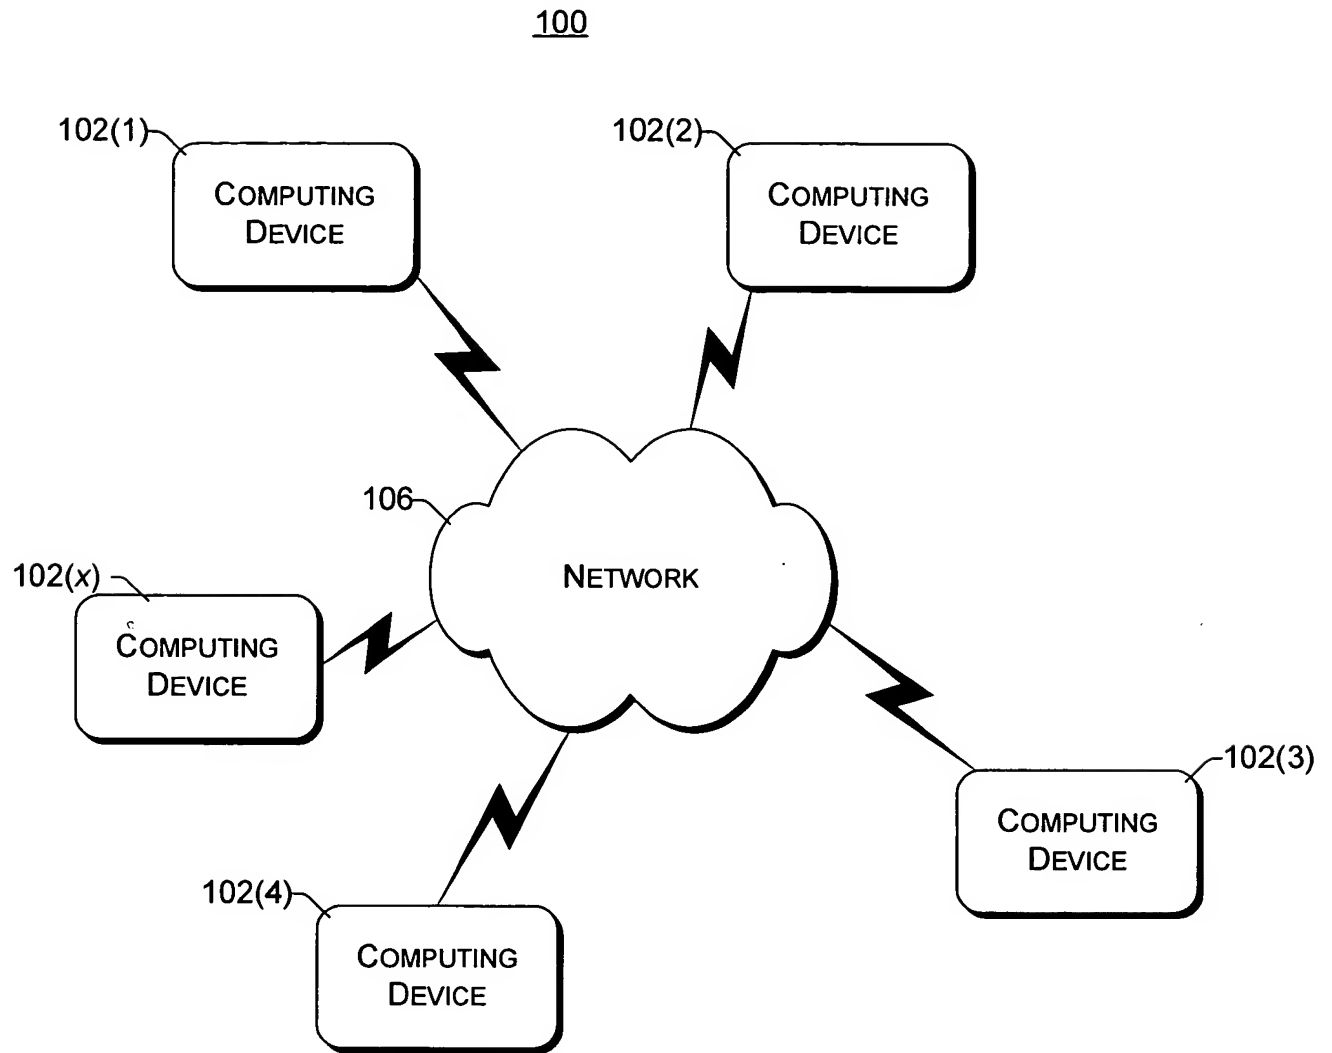 100
102(1)
COMPUTING
DEVICE
102(2)
COMPUTING
DEVICE
106
NETWORK
102(x)
COMPUTING
DEVICE
102(3)
COMPUTING
DEVICE
102(4)
COMPUTING
DEVICE